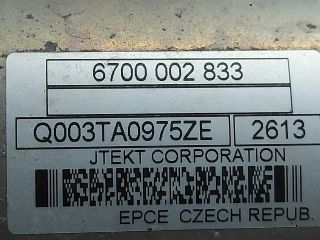 6700 002 833
Q003TA0975ZE 2613
JTEKT CORPORATION
EPCE CZECH REPUB.